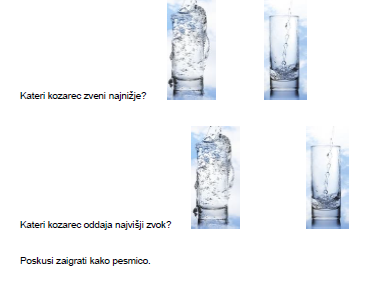 Kateri kozarec zveni najnižje?
Kateri kozarec oddaja najvišji zvok?
Poskusi zaigrati kako pesmico.